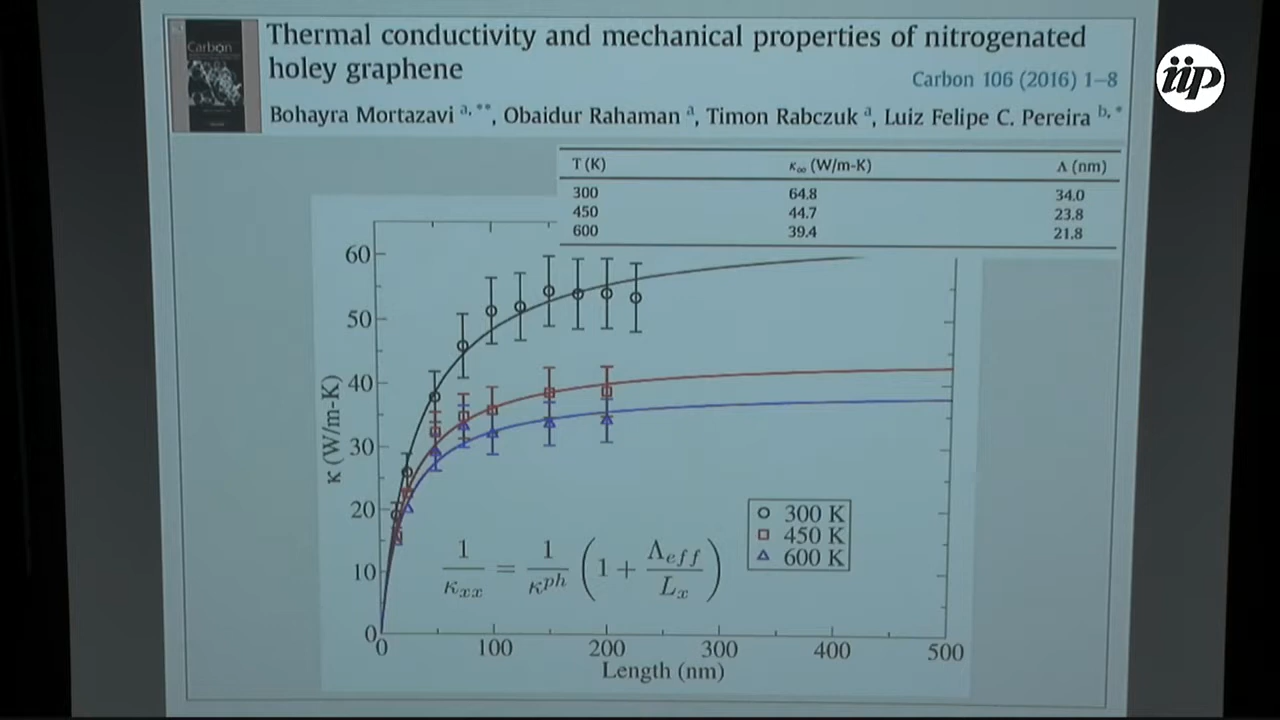 Thermal conductivity and mechanical properties of nitrogenated
holey graphene
Carbon
Carbon 106 (2016) 1–8
iip
Bohayra Mortazavi a, **, Obaidur Rahaman a, Timon Rabczuk a, Luiz Felipe C. Pereira b, *
T (K) κ∞ (W/m-K) Λ (nm)
300 64.8 34.0
450 44.7 23.8
600 39.4 21.8
60
50
40
30
20
10
0
κ (W/m-K)
300 K
450 K
600 K
1/κxx = 1/κ^ph (1 + Λeff/Lx)
0 100 200 300 400 500
Length (nm)